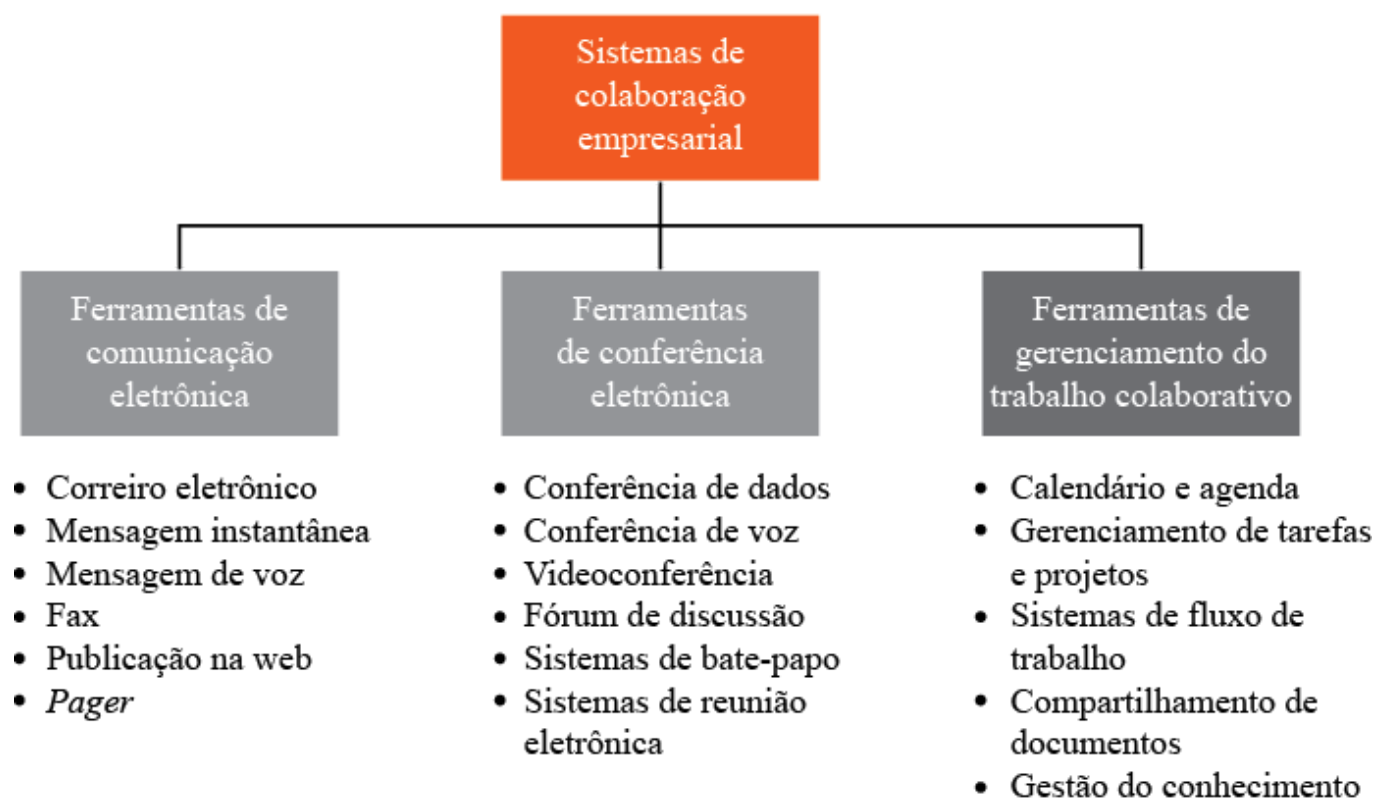 Sistemas de
colaboração
empresarial
Ferramentas de
comunicação
eletrônica
• Correiro eletrônico
• Mensagem instantânea
• Mensagem de voz
• Fax
• Publicação na web
• Pager
Ferramentas
de conferência
eletrônica
• Conferência de dados
• Conferência de voz
• Videoconferência
• Fórum de discussão
• Sistemas de bate-papo
• Sistemas de reunião
eletrônica
Ferramentas de
gerenciamento do
trabalho colaborativo
• Calendário e agenda
• Gerenciamento de tarefas
e projetos
• Sistemas de fluxo de
trabalho
• Compartilhamento de
documentos
• Gestão do conhecimento